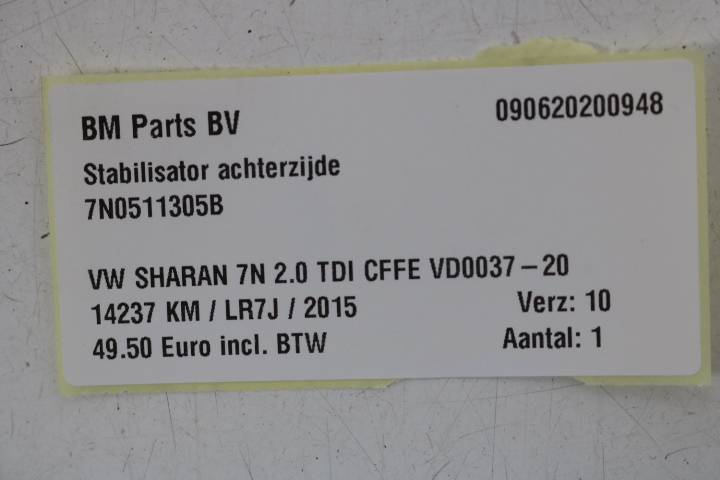 BM Parts BV 090620200948
Stabilisator achterzijde
7N0511305B
VW SHARAN 7N 2.0 TDI CFFE VD0037-20
14237 KM / LR7J / 2015 Verz: 10
49.50 Euro incl. BTW Aantal: 1